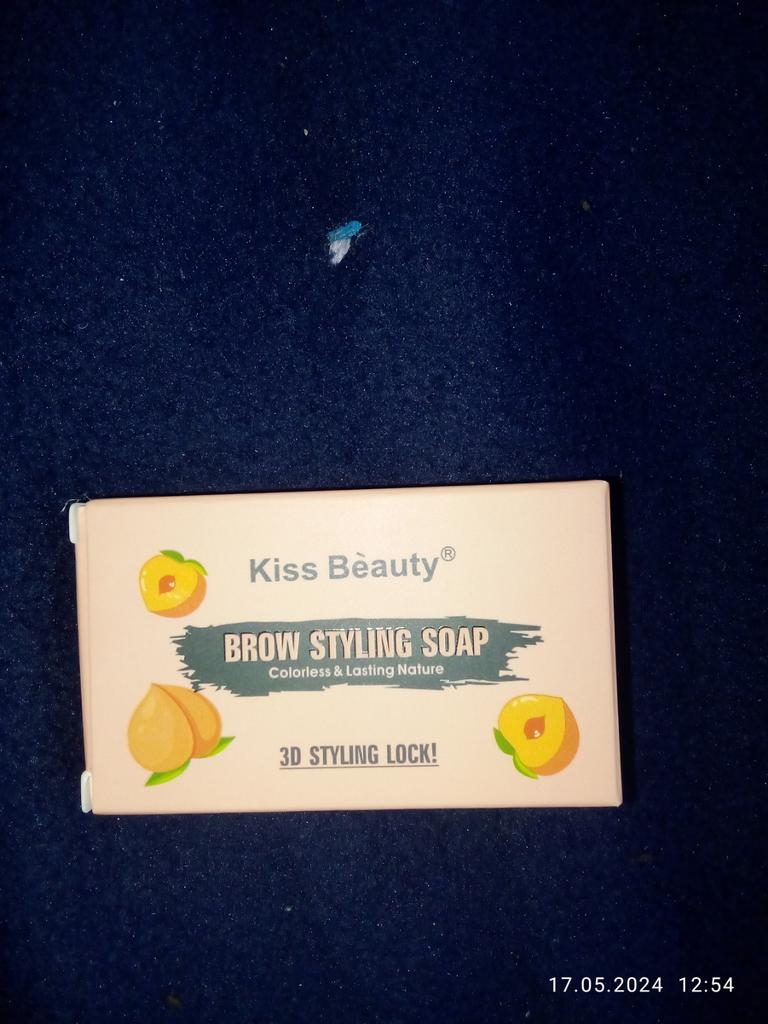 Kiss Bèauty®
BROW STYLING SOAP
Colorless & Lasting Nature
3D STYLING LOCK!
17.05.2024 12:54